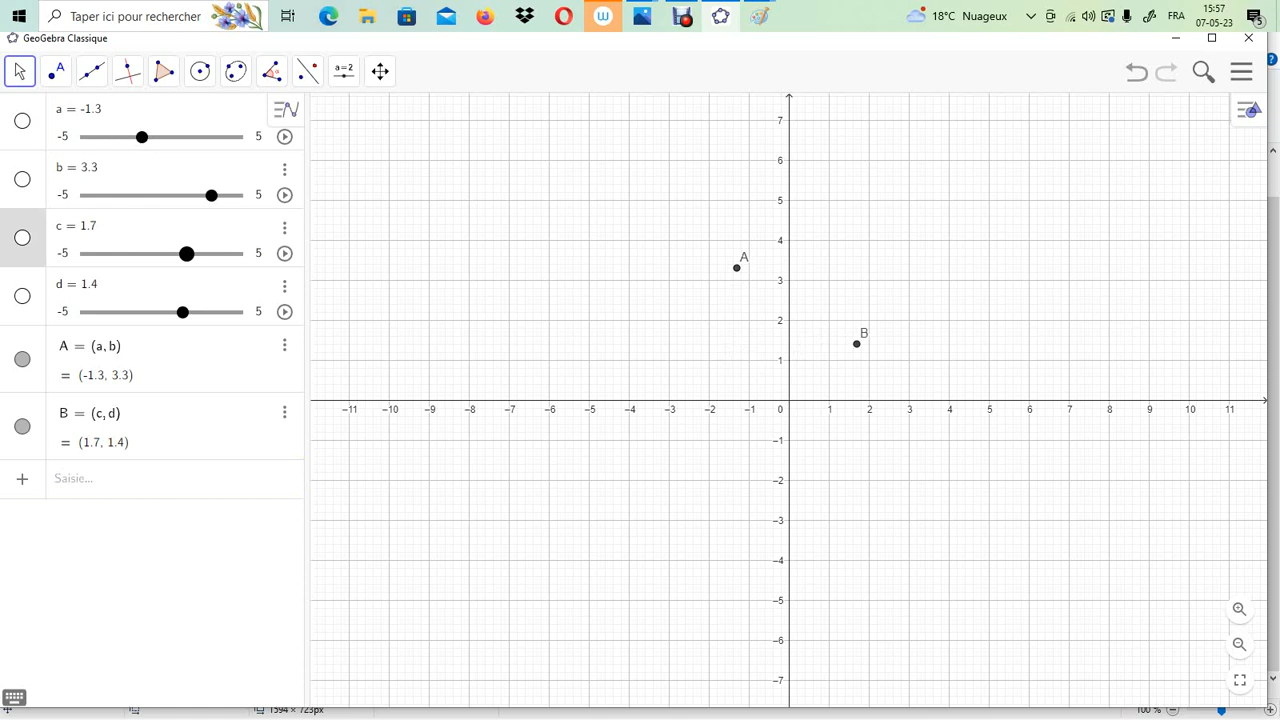 Taper ici pour rechercher
18°C Nuageux
FRA
15:57
07-05-23
5
GeoGebra Classique
A
a=2
a = -1.3
-5
5
b = 3.3
-5
5
c = 1.7
-5
5
d = 1.4
-5
5
A = (a, b)
= (-1.3, 3.3)
B = (c, d)
= (1.7, 1.4)
+ Saisie...
7
6
5
4
3
2
1
A
B
−11 −10 −9 −8 −7 −6 −5 −4 −3 −2 −1 0 1 2 3 4 5 6 7 8 9 10 11
−1
−2
−3
−4
−5
−6
−7
1594 × 723px
100 %